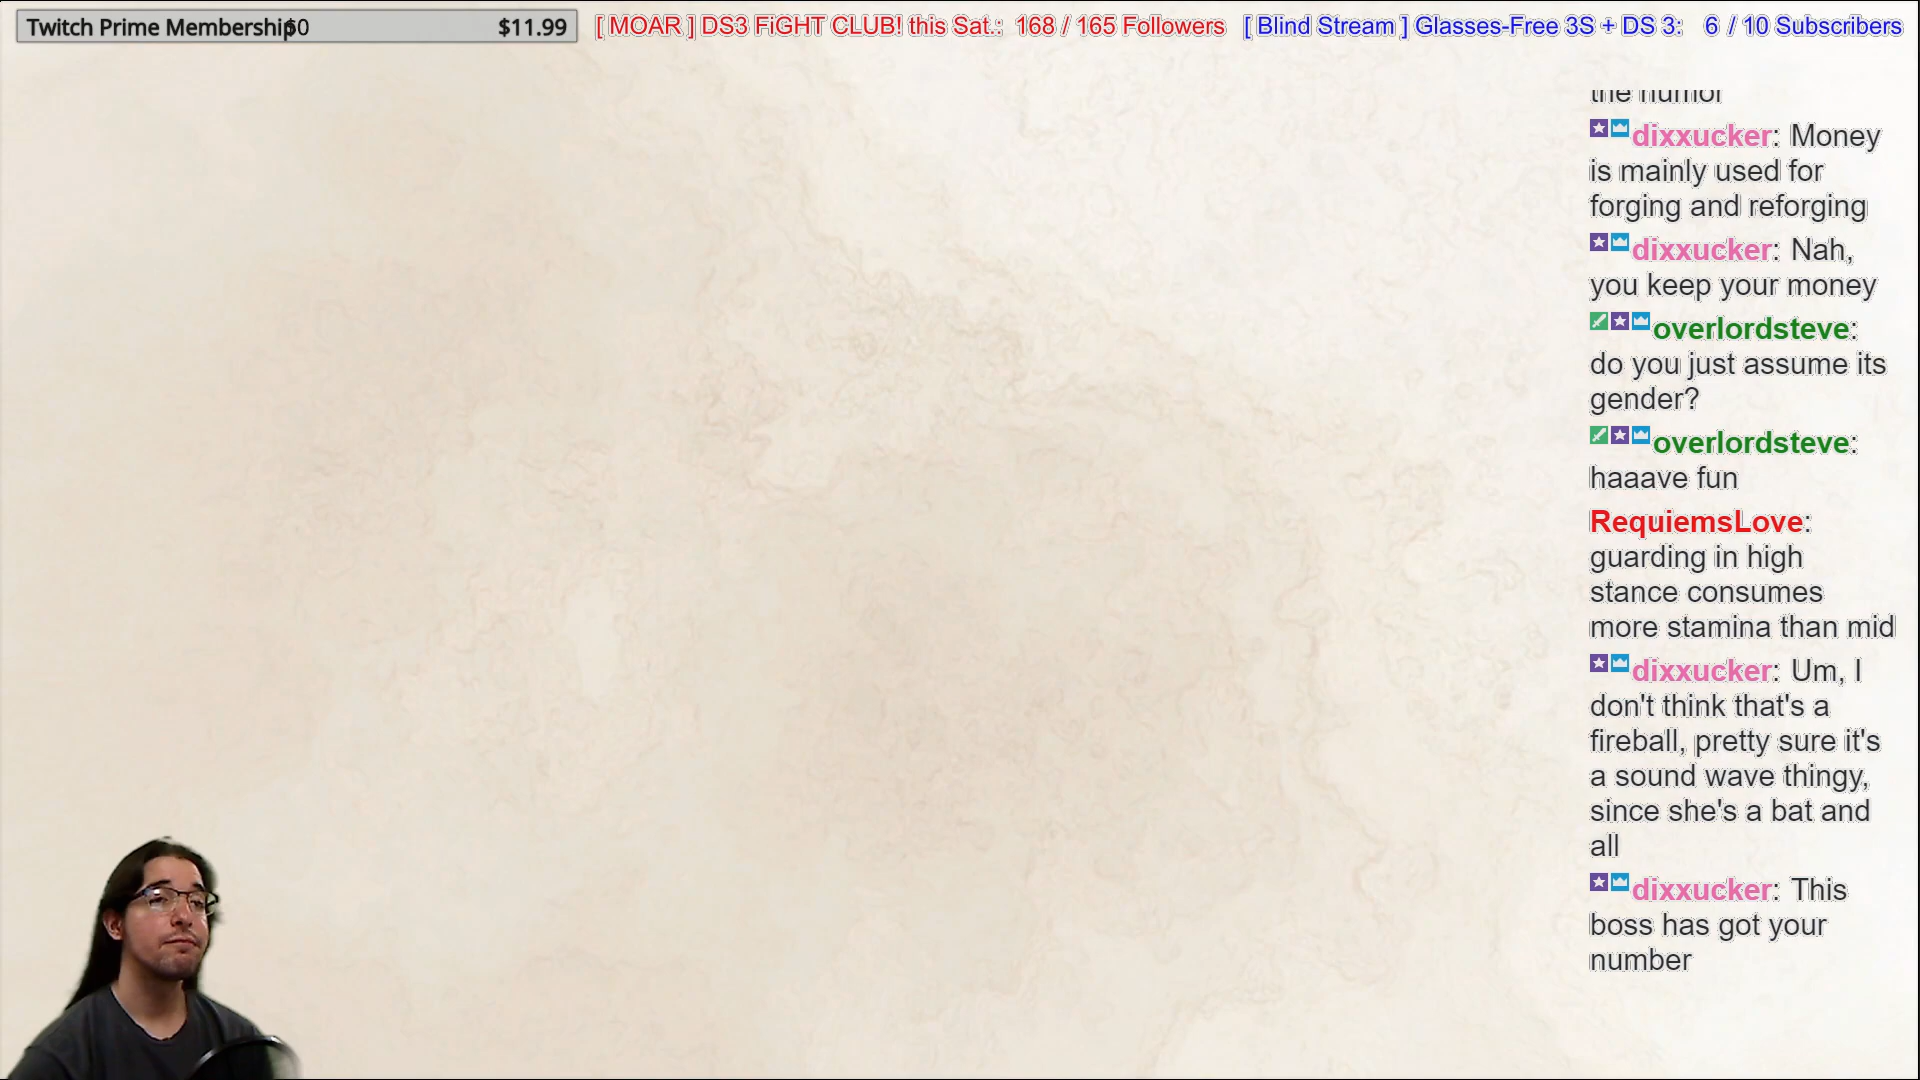 Twitch Prime Membership $0 $11.99 [ MOAR ] DS3 FiGHT CLUB! this Sat.: 168 / 165 Followers [ Blind Stream ] Glasses-Free 3S + DS 3: 6 / 10 Subscribers
the humor
dixxucker: Money
is mainly used for
forging and reforging
dixxucker: Nah,
you keep your money
overlordsteve:
do you just assume its
gender?
overlordsteve:
haaave fun
RequiemsLove:
guarding in high
stance consumes
more stamina than mid
dixxucker: Um, I
don't think that's a
fireball, pretty sure it's
a sound wave thingy,
since she's a bat and
all
dixxucker: This
boss has got your
number